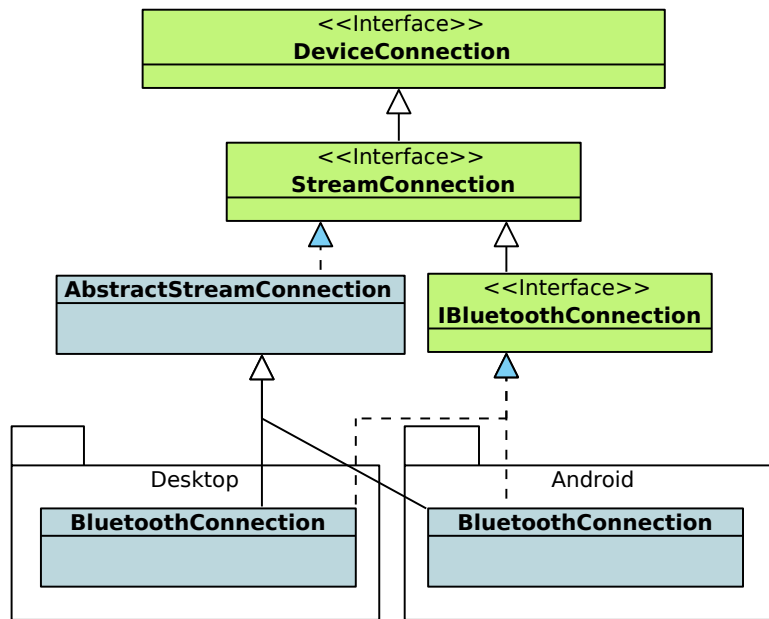 <<Interface>>
DeviceConnection
<<Interface>>
StreamConnection
AbstractStreamConnection
<<Interface>>
IBluetoothConnection
Desktop
BluetoothConnection
Android
BluetoothConnection